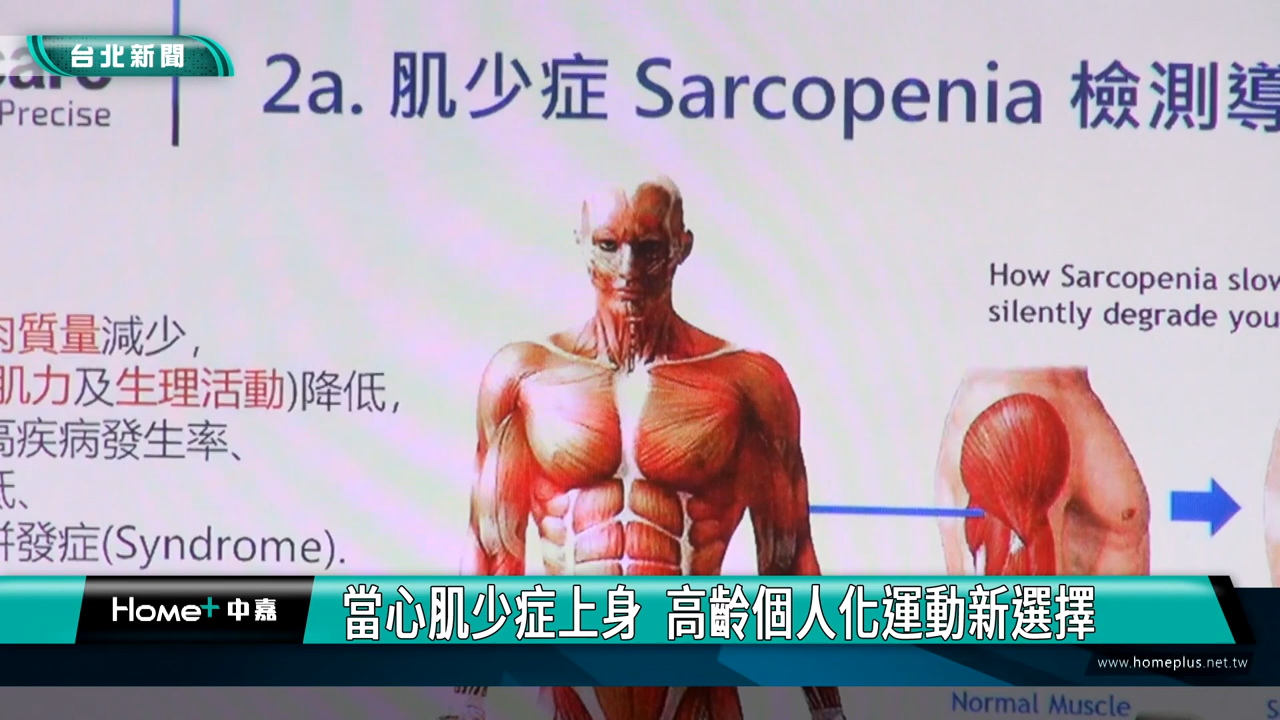 台北新聞
care
Precise
2a. 肌少症 Sarcopenia 檢測導
How Sarcopenia slow
silently degrade you
肉質量減少,
肌力及生理活動)降低,
高疾病發生率、
低、
併發症(Syndrome).
Home+ 中嘉
當心肌少症上身 高齡個人化運動新選擇
www.homeplus.net.tw
Normal Muscle
S